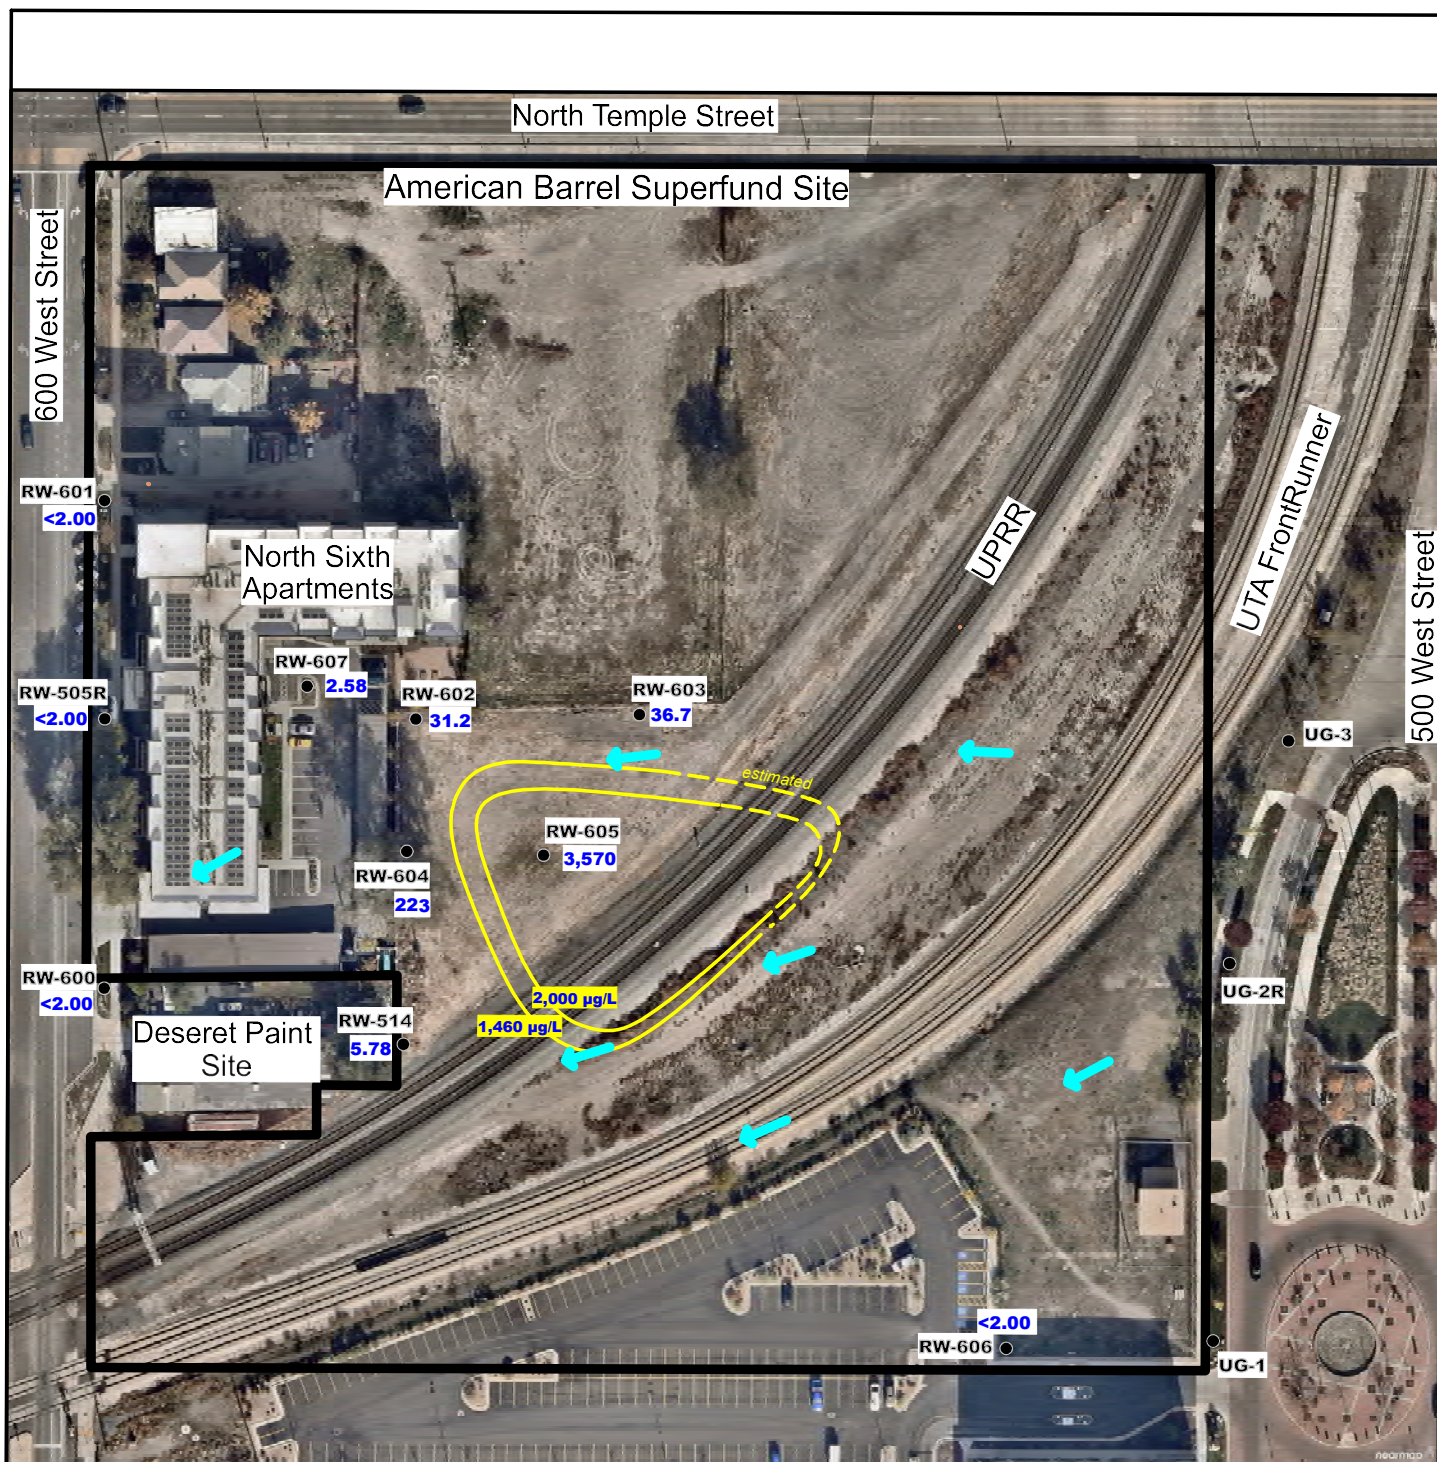 North Temple Street
American Barrel Superfund Site
600 West Street
UPRR
UTA FrontRunner
500 West Street
RW-601
<2.00
North Sixth
Apartments
RW-607
2.58
RW-505R
<2.00
RW-602
31.2
RW-603
36.7
UG-3
estimated
RW-605
3,570
RW-604
223
RW-600
<2.00
UG-2R
2,000 µg/L
1,460 µg/L
RW-514
5.78
Deseret Paint
Site
<2.00
RW-606
UG-1
nearmap